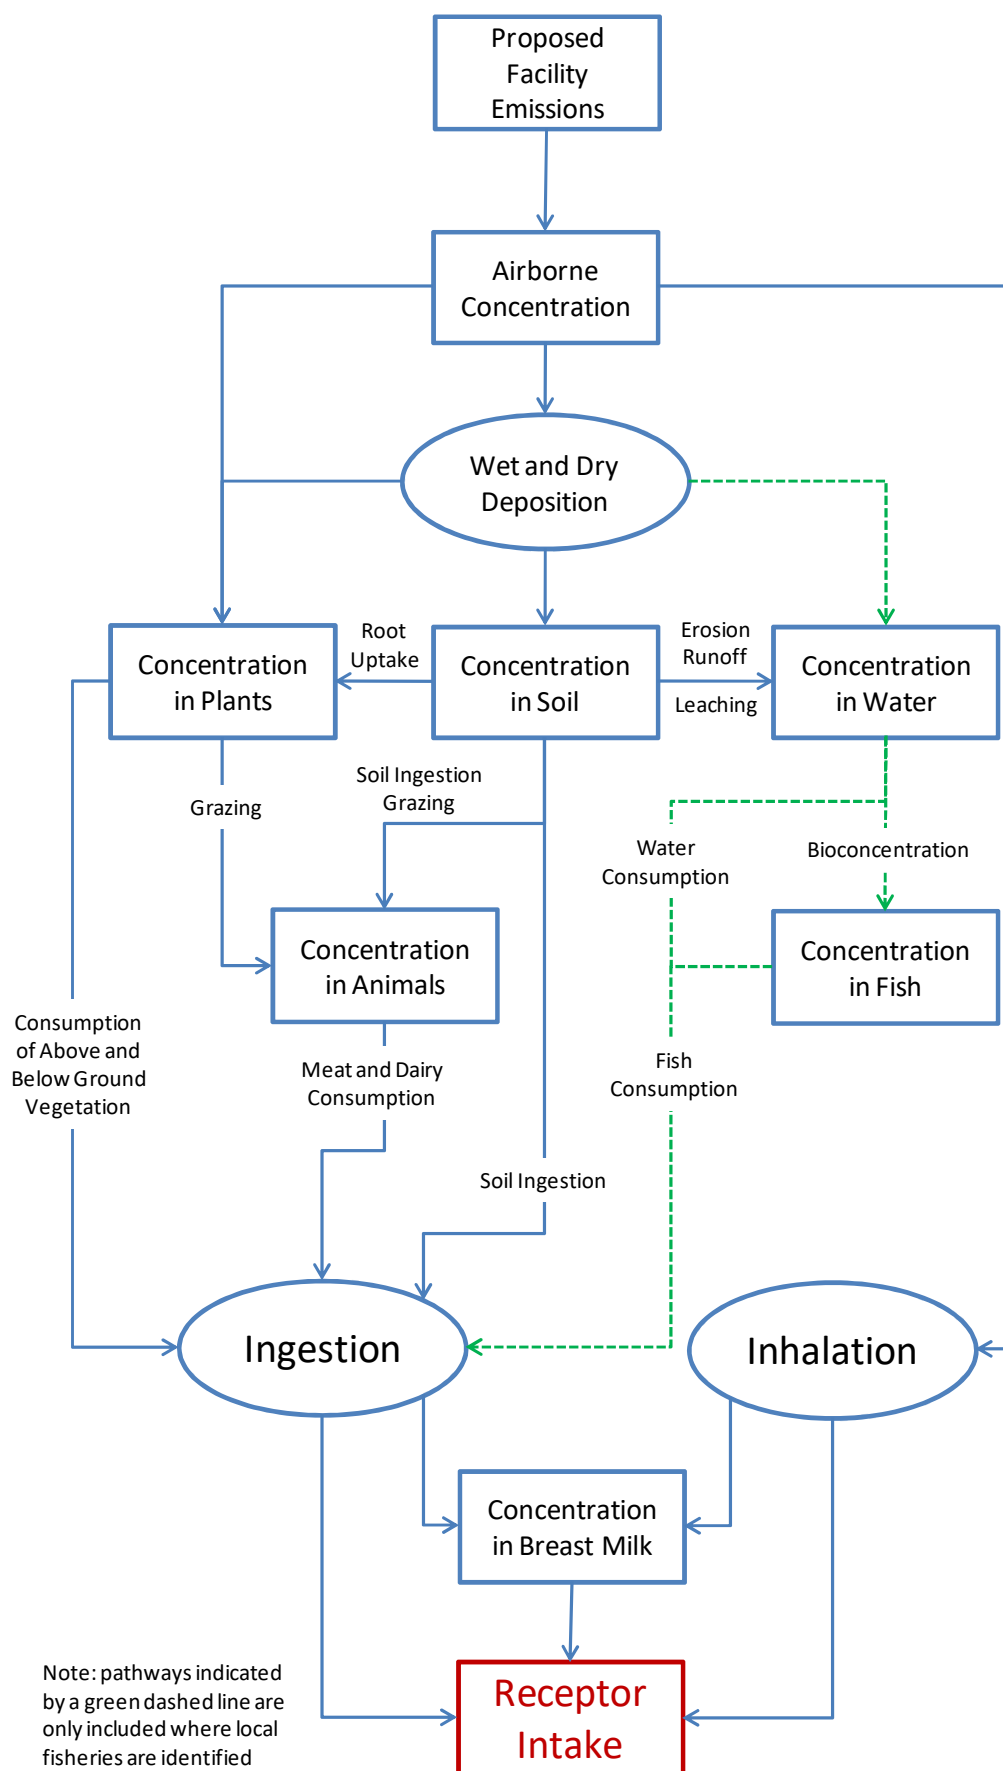 Proposed
Facility
Emissions
Airborne
Concentration
Wet and Dry
Deposition
Concentration
in Plants
Root
Uptake
Concentration
in Soil
Erosion
Runoff
Leaching
Concentration
in Water
Grazing
Soil Ingestion
Grazing
Water
Consumption
Bioconcentration
Concentration
in Animals
Concentration
in Fish
Consumption
of Above and
Below Ground
Vegetation
Meat and Dairy
Consumption
Fish
Consumption
Soil Ingestion
Ingestion
Inhalation
Concentration
in Breast Milk
Receptor
Intake
Note: pathways indicated
by a green dashed line are
only included where local
fisheries are identified